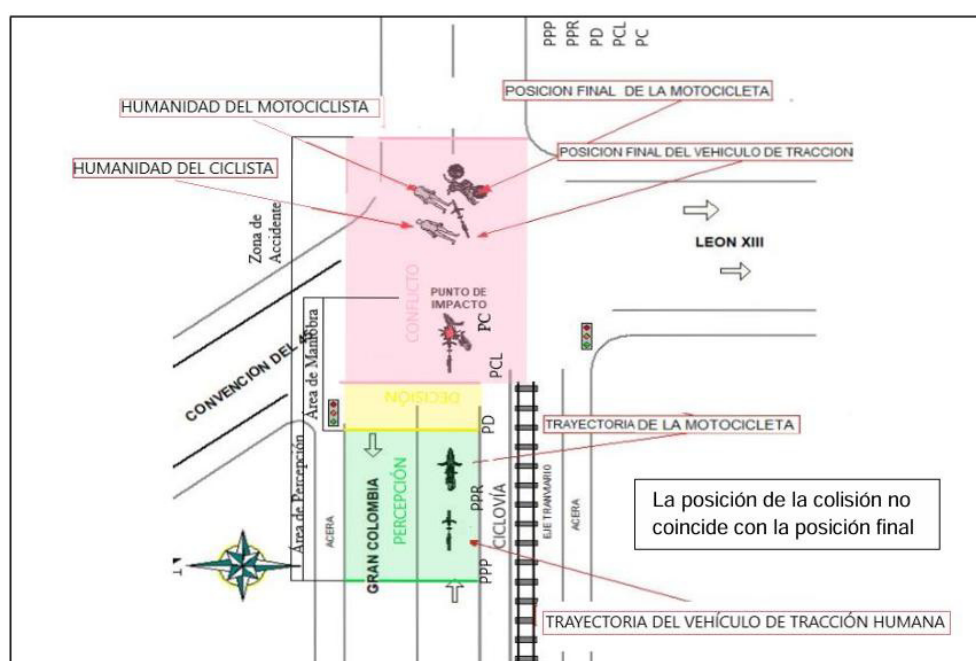 PPP
PPR
PD
PCL
PC
POSICION FINAL DE LA MOTOCICLETA
HUMANIDAD DEL MOTOCICLISTA
POSICION FINAL DEL VEHICULO DE TRACCION
HUMANIDAD DEL CICLISTA
Zona de
Accidente
LEON XIII
CONFLICTO
PUNTO DE
IMPACTO
PC
Área de Maniobra
CONVENCION DEL 45
PCL
DECISIÓN
PD
TRAYECTORIA DE LA MOTOCICLETA
Área de Percepción
ACERA
GRAN COLOMBIA
PERCEPCIÓN
PPR
CICLOVÍA
EJE TRANVIARIO
ACERA
La posición de la colisión no
coincide con la posición final
PPP
TRAYECTORIA DEL VEHÍCULO DE TRACCIÓN HUMANA